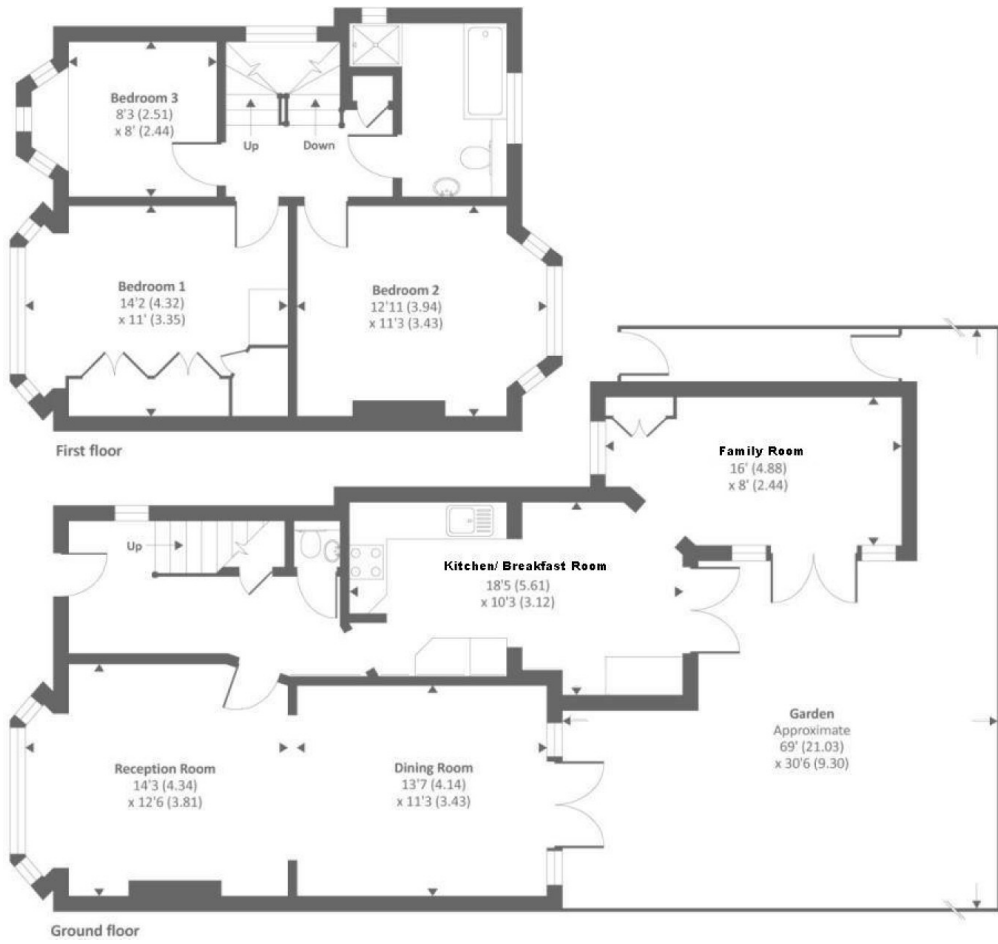 Bedroom 3
8'3 (2.51)
x 8' (2.44)
Up
Down
Bedroom 1
14'2 (4.32)
x 11' (3.35)
Bedroom 2
12'11 (3.94)
x 11'3 (3.43)
First floor
Family Room
16' (4.88)
x 8' (2.44)
Up
Kitchen/ Breakfast Room
18'5 (5.61)
x 10'3 (3.12)
Reception Room
14'3 (4.34)
x 12'6 (3.81)
Dining Room
13'7 (4.14)
x 11'3 (3.43)
Garden
Approximate
69' (21.03)
x 30'6 (9.30)
Ground floor